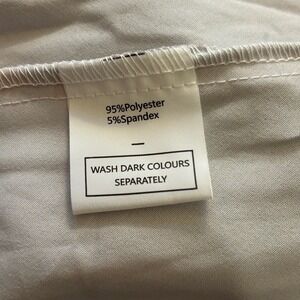 95%Polyester
5%Spandex
—
WASH DARK COLOURS
SEPARATELY